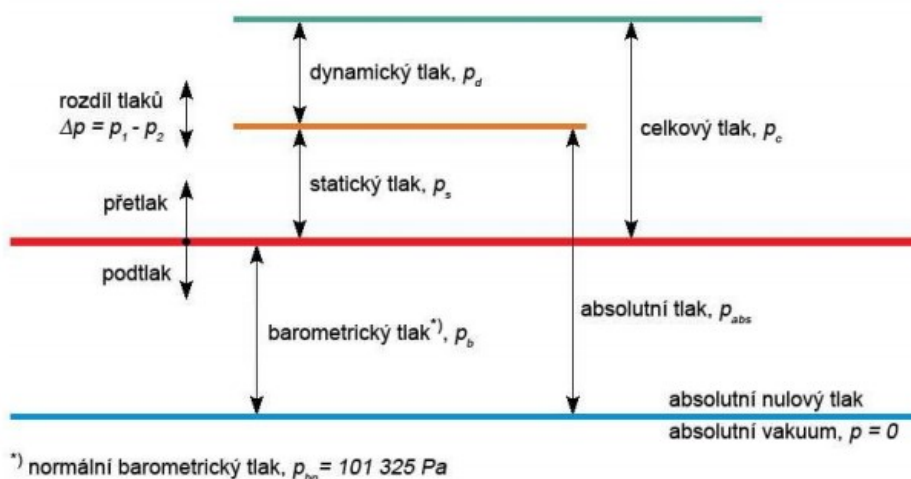 dynamický tlak, p_d
rozdíl tlaků
Δp = p_1 - p_2
celkový tlak, p_c
statický tlak, p_s
přetlak
podtlak
barometrický tlak*), p_b
absolutní tlak, p_abs
absolutní nulový tlak
absolutní vakuum, p = 0
*) normální barometrický tlak, p_bn = 101 325 Pa